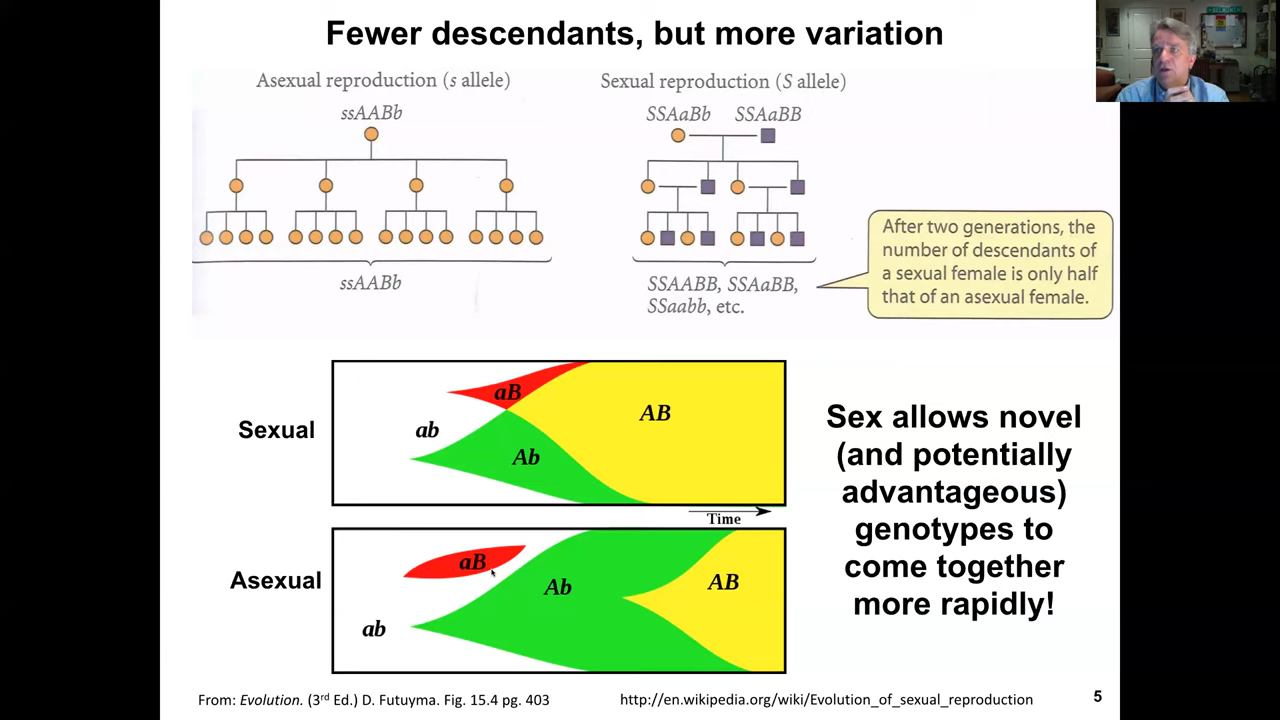 Fewer descendants, but more variation
Asexual reproduction (s allele)
ssAABb
ssAABb
Sexual reproduction (S allele)
SSAaBb SSAaBB
SSAABB, SSAaBB,
SSaabb, etc.
After two generations, the
number of descendants of
a sexual female is only half
that of an asexual female.
Sexual
ab
aB
Ab
AB
Time
Asexual
ab
aB
Ab
AB
Sex allows novel
(and potentially
advantageous)
genotypes to
come together
more rapidly!
From: Evolution. (3rd Ed.) D. Futuyma. Fig. 15.4 pg. 403
http://en.wikipedia.org/wiki/Evolution_of_sexual_reproduction
5